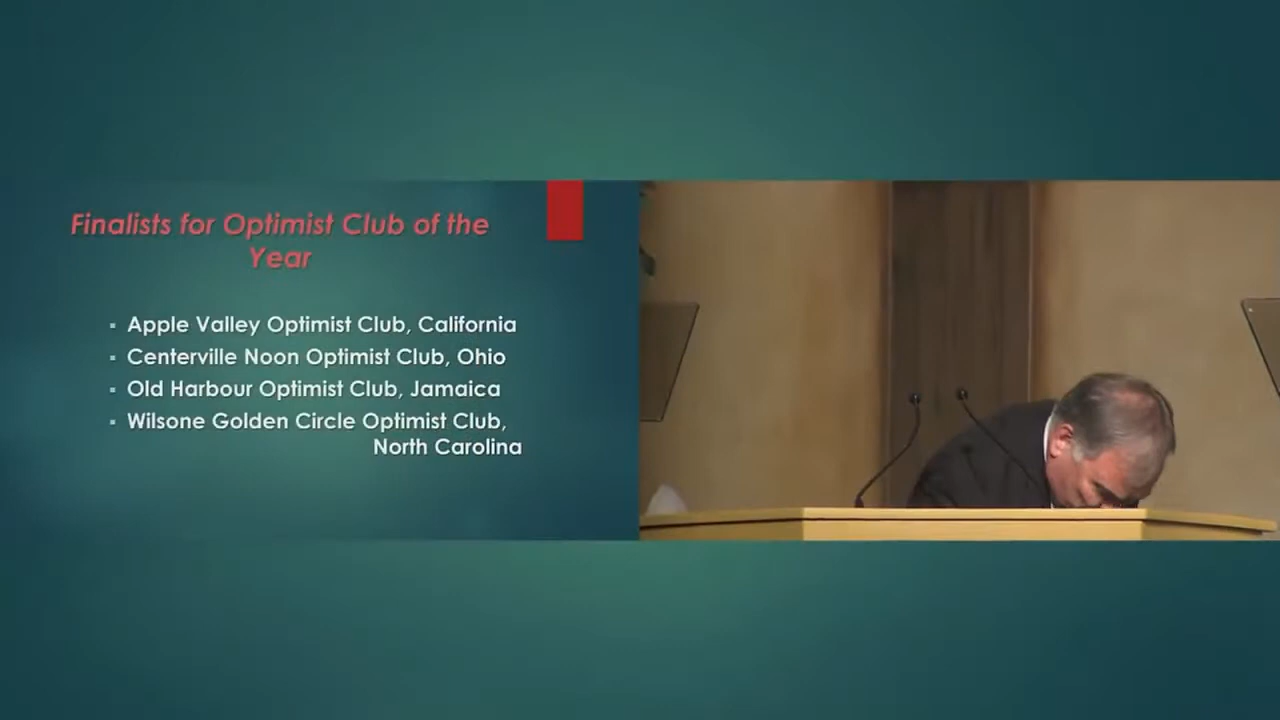 Finalists for Optimist Club of the
Year
▪ Apple Valley Optimist Club, California
▪ Centerville Noon Optimist Club, Ohio
▪ Old Harbour Optimist Club, Jamaica
▪ Wilsone Golden Circle Optimist Club,
North Carolina